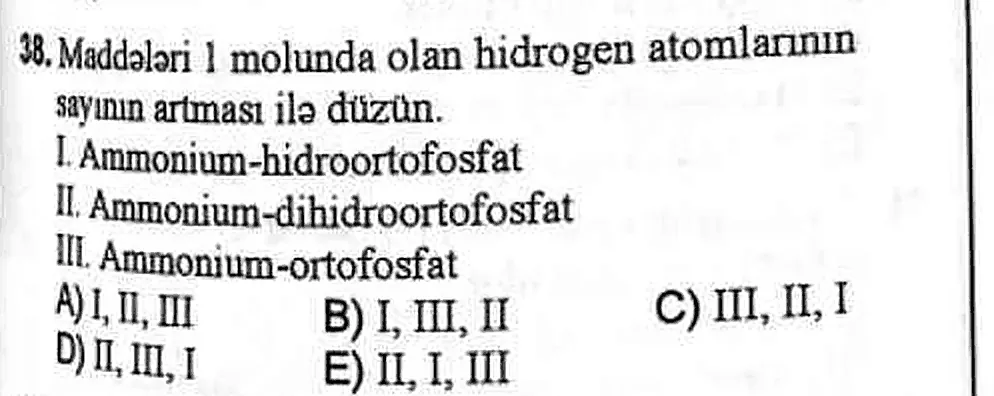 38. Maddələri 1 molunda olan hidrogen atomlarının
sayının artması ilə düzün.
I. Ammonium-hidroortofosfat
II. Ammonium-dihidroortofosfat
III. Ammonium-ortofosfat
A) I, II, III B) I, III, II C) III, II, I
D) II, III, I E) II, I, III